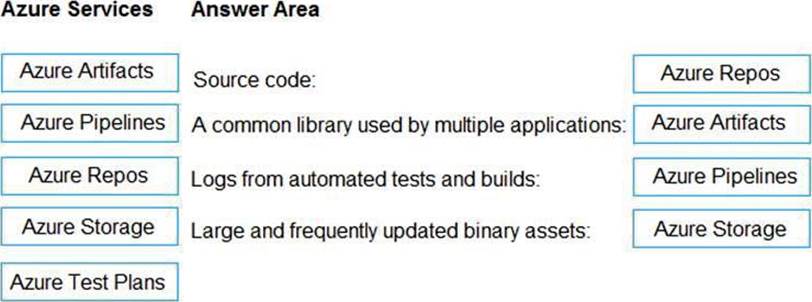 Azure Services Answer Area
Azure Artifacts Source code: Azure Repos
Azure Pipelines A common library used by multiple applications: Azure Artifacts
Azure Repos Logs from automated tests and builds: Azure Pipelines
Azure Storage Large and frequently updated binary assets: Azure Storage
Azure Test Plans